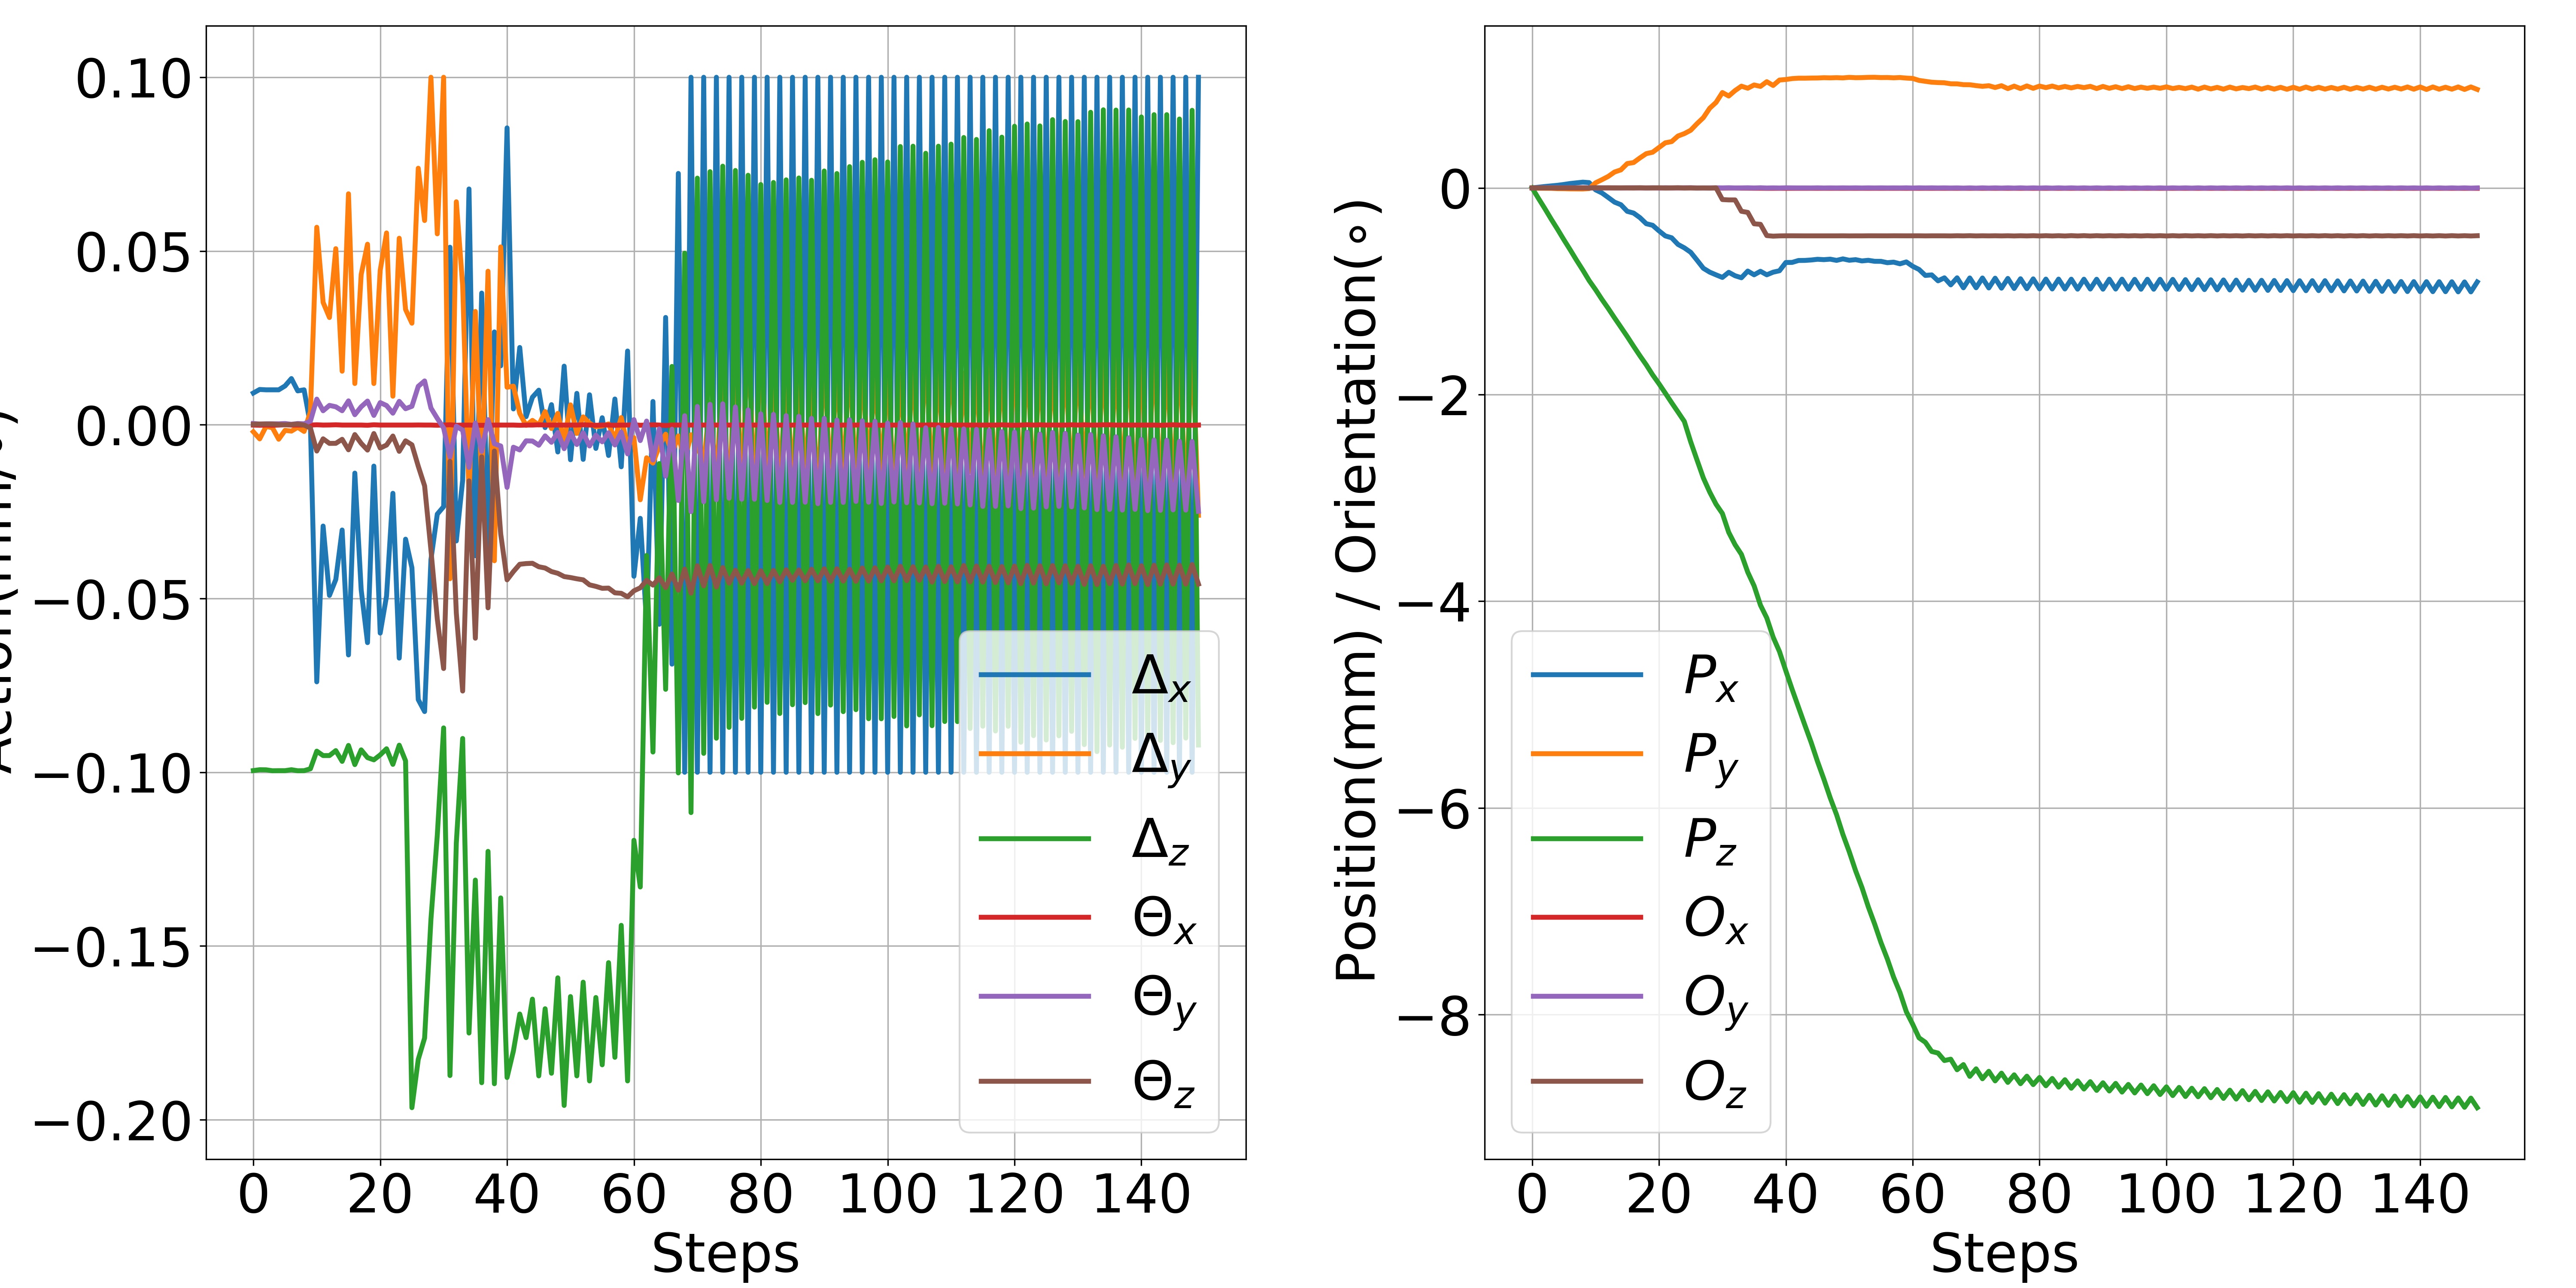 0.10
0.05
0.00
−0.05
−0.10
−0.15
−0.20
0 20 40 60 80 100 120 140
Steps
Δx
Δy
Δz
Θx
Θy
Θz
Position(mm) / Orientation(∘)
0
−2
−4
−6
−8
0 20 40 60 80 100 120 140
Steps
Px
Py
Pz
Ox
Oy
Oz